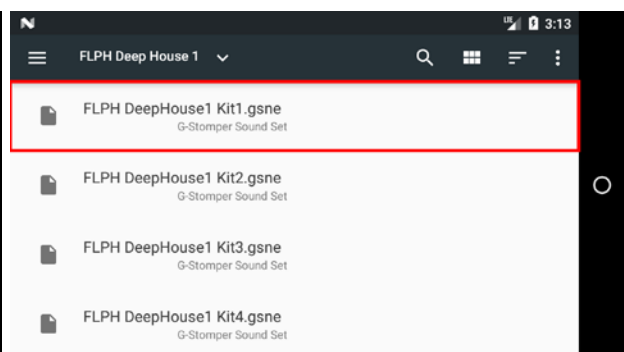 N LTE 3:13
FLPH Deep House 1
FLPH DeepHouse1 Kit1.gsne
G-Stomper Sound Set
FLPH DeepHouse1 Kit2.gsne
G-Stomper Sound Set
FLPH DeepHouse1 Kit3.gsne
G-Stomper Sound Set
FLPH DeepHouse1 Kit4.gsne
G-Stomper Sound Set